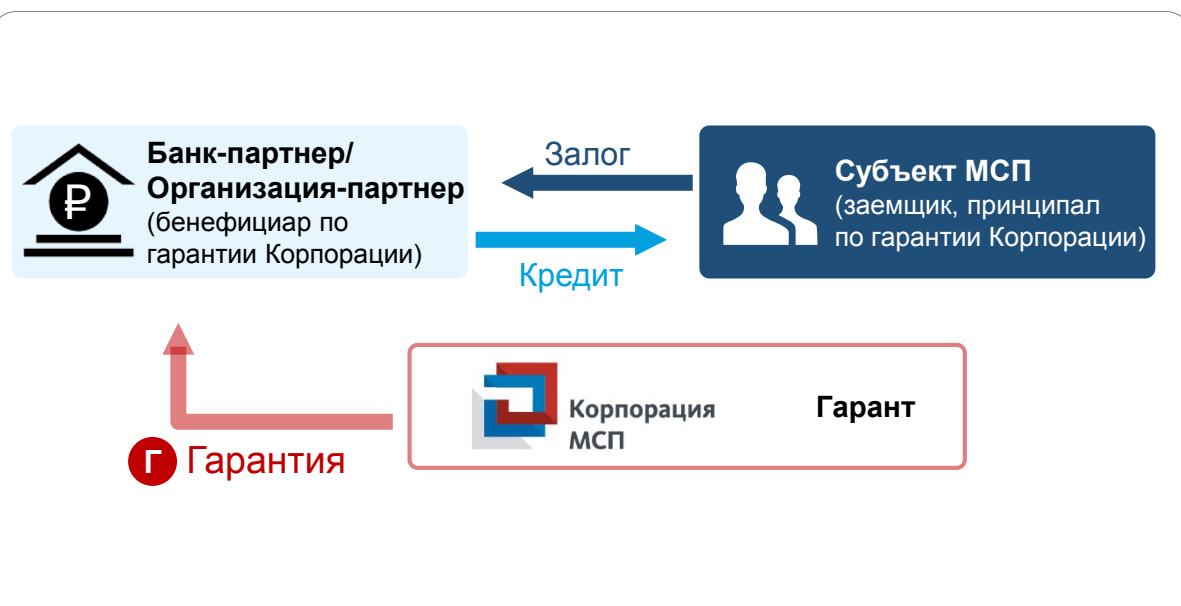 Банк-партнер/
Организация-партнер
(бенефициар по
гарантии Корпорации)
₽
Залог
Кредит
Субъект МСП
(заемщик, принципал
по гарантии Корпорации)
Корпорация
МСП
Гарант
Г Гарантия